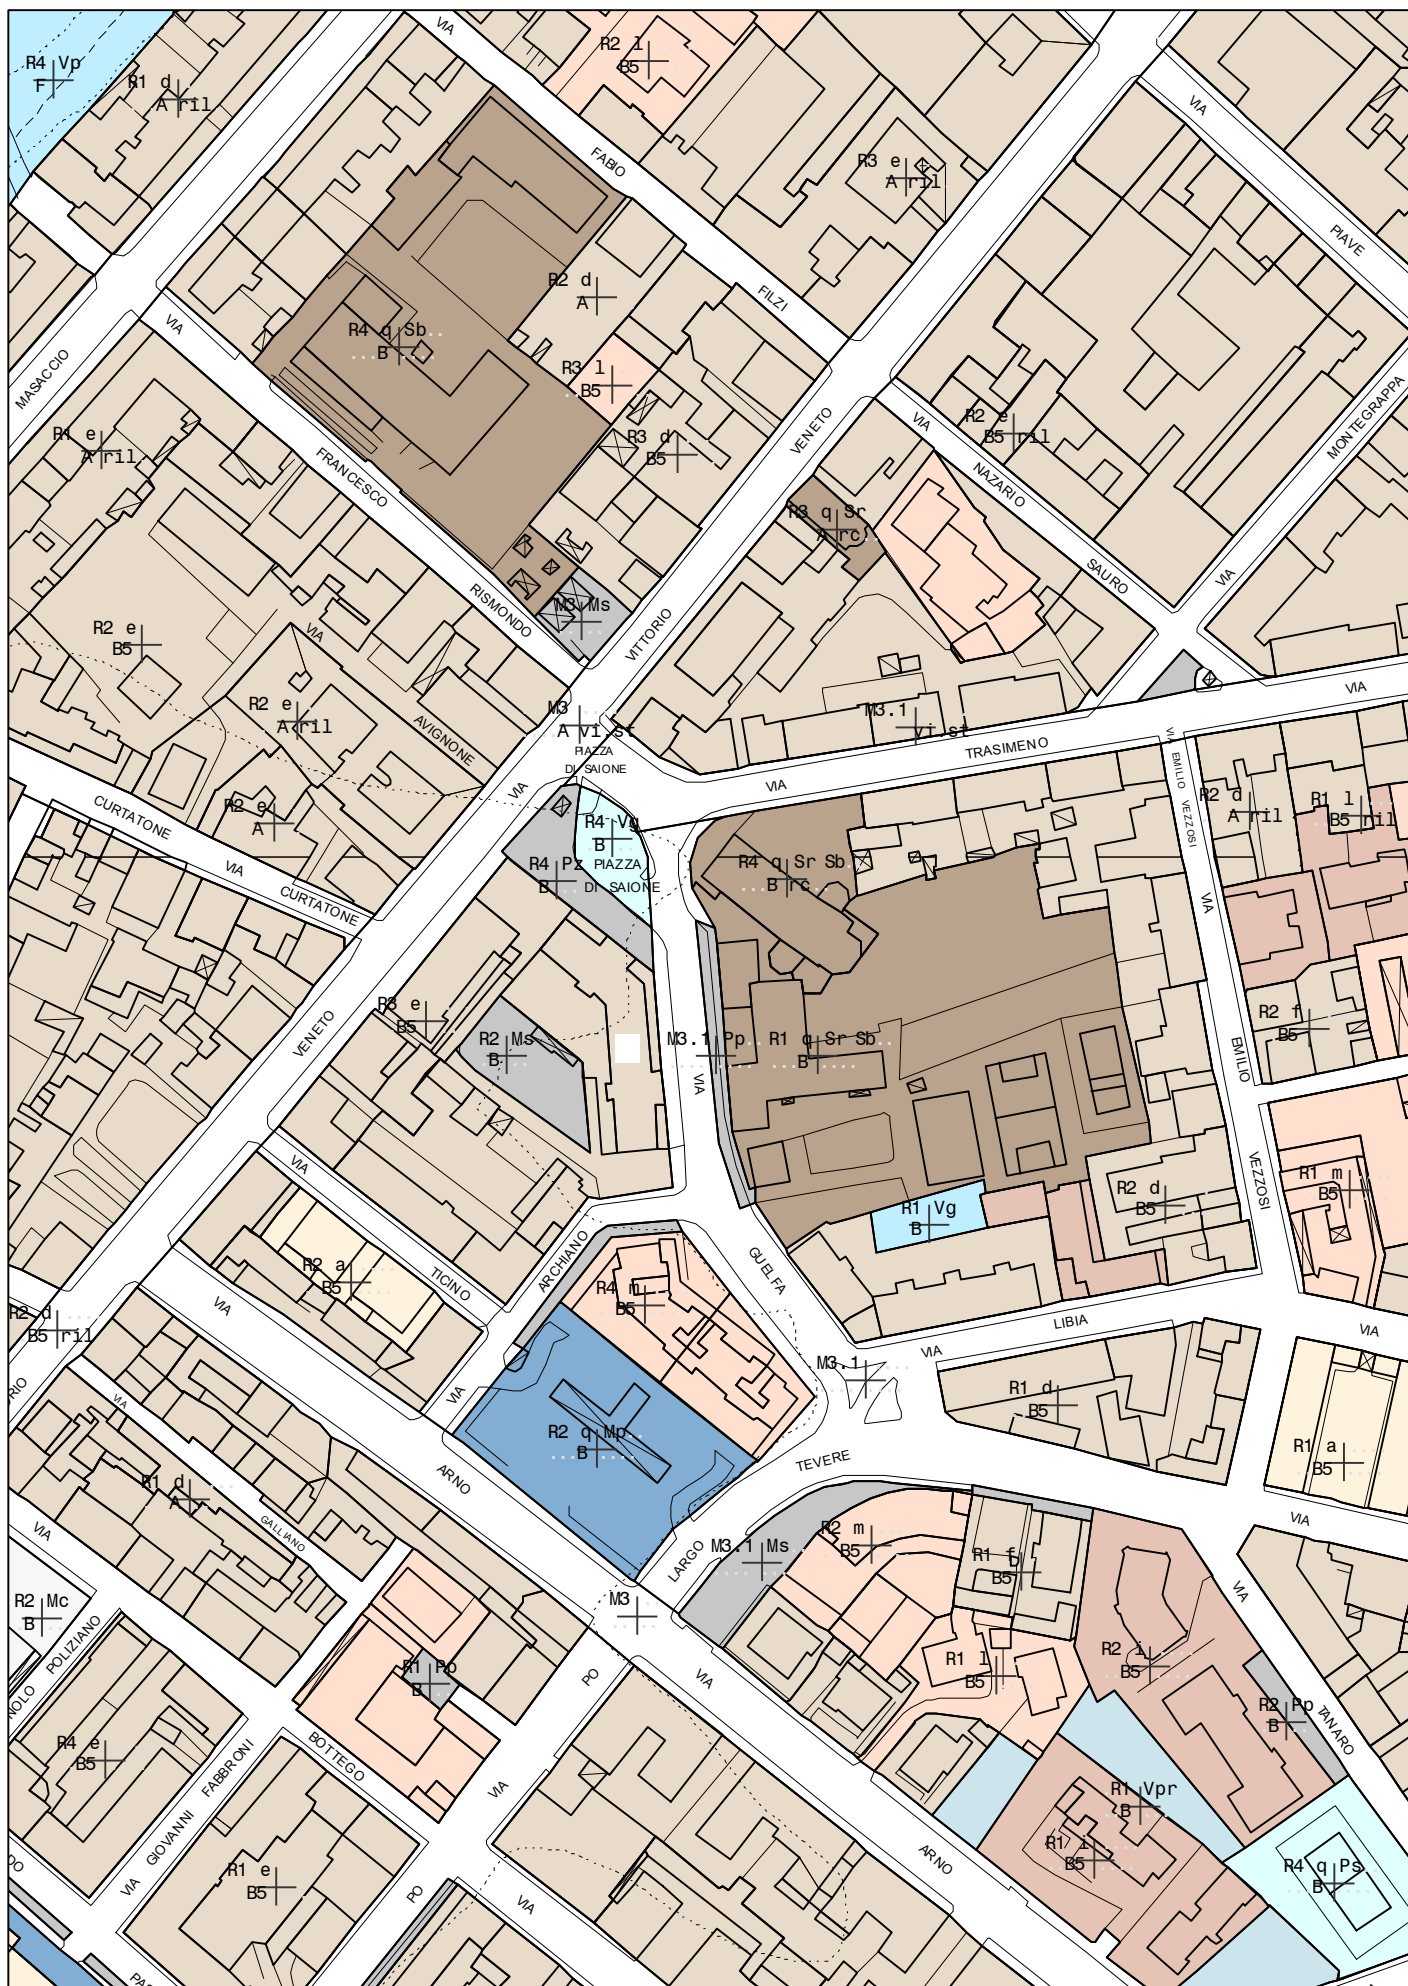 VIA
R2 l
B5
R4 Vp
F
R1 d
A ril
VIA
FABIO
R3 e
A ril
PIAVE
R2 d
A
FILZI
VIA
R4 q Sb
B
MASACCIO
R3 l
B5
VENETO
VIA
R2 e
B5 ril
MONTEGRAPPA
R1 e
A ril
R3 d
B5
FRANCESCO
NAZARIO
R3 q Sr
A rc
SAURO
VIA
RISMONDO
M3 Ms
R2 e
B5
VIA
VITTORIO
R2 e
A ril
AVIGNONE
M3
A vi.st
M3.1
vi.st
VIA
PIAZZA
DI SAIONE
TRASIMENO
VIA
VIA
VIA EMILIO VEZZOSI
R2 d
A ril
R1 l
B5 ril
CURTATONE
R2 e
A
R4 Vg
B
VIA
R4 Pz
B
PIAZZA
DI SAIONE
R4 q Sr Sb
B rc
CURTATONE
VIA
R3 e
B5
R2 f
B5
VENETO
R2 Ms
B
M3.1 Pp
R1 q Sr Sb
B
EMILIO
VIA
VIA
R1 m
B5
VEZZOSI
R2 d
B5
R1 Vg
B
R2 a
B5
TICINO
ARCHIANO
GUELFA
R4 m
B5
VIA
R2 d
B5 ril
LIBIA
VIA
VIA
M3.1
RIO
VIA
VIA
R1 d
B5
R2 q Mp
B
R1 a
B5
TEVERE
ARNO
R1 d
A
GALLIANO
VIA
VIA
R2 m
B5
M3.1 Ms
LARGO
R1 f
B5
VIA
R2 Mc
B
M3
POLIZIANO
NOLO
R1 Pp
B
PO
VIA
R1 l
B5
R2 i
B5
R2 Pp
B
TANARO
R4 e
B5
BOTTEGO
FABBRONI
GIOVANNI
VIA
VIA
R1 Vpr
B
R1 i
B5
ARNO
R4 q Ps
B
DO
R1 e
B5
VIA
PO
VIA